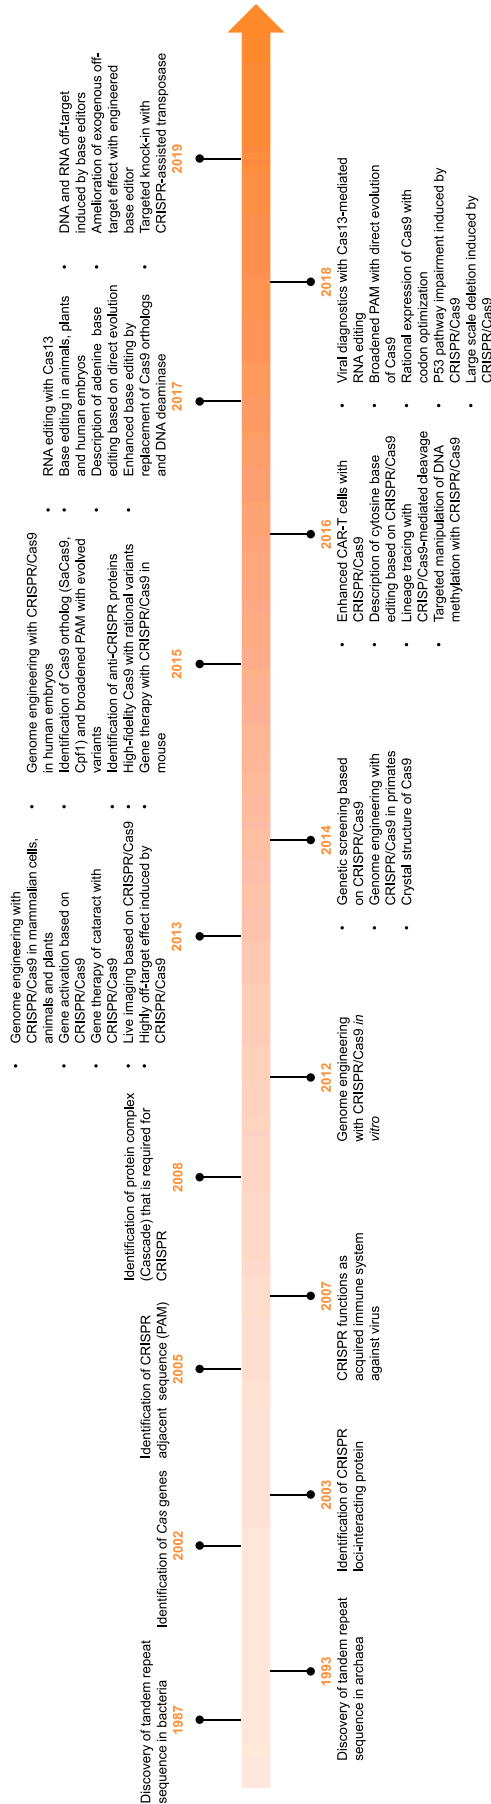 Discovery of tandem repeat
sequence in bacteria
1987
Discovery of tandem repeat
sequence in archaea
1993
Identification of Cas genes
2002
Identification of CRISPR
loci-interacting protein
2003
Identification of CRISPR
adjacent sequence (PAM)
2005
CRISPR functions as
acquired immune system
against virus
2007
Identification of protein complex
(Cascade) that is required for
CRISPR
2008
Genome engineering
with CRISPR/Cas9 in
vitro
2012
• Genome engineering with
CRISPR/Cas9 in mammalian cells,
animals and plants
• Gene activation based on
CRISPR/Cas9
• Gene therapy of cataract with
CRISPR/Cas9
• Live imaging based on CRISPR/Cas9
• Highly off-target effect induced by
CRISPR/Cas9
2013
2014
• Genetic screening based
on CRISPR/Cas9
• Genome engineering with
CRISPR/Cas9 in primates
• Crystal structure of Cas9
• Genome engineering with CRISPR/Cas9
in human embryos
• Identification of Cas9 ortholog (SaCas9,
Cpf1) and broadened PAM with evolved
variants
• Identification of anti-CRISPR proteins
• High-fidelity Cas9 with rational variants
• Gene therapy with CRISPR/Cas9 in
mouse
2015
2016
• Enhanced CAR-T cells with
CRISPR/Cas9
• Description of cytosine base
editing based on CRISPR/Cas9
• Lineage tracing with
CRISP/Cas9-mediated cleavage
• Targeted manipulation of DNA
methylation with CRISPR/Cas9
• RNA editing with Cas13
• Base editing in animals, plants
and human embryos
• Description of adenine base
editing based on direct evolution
• Enhanced base editing by
replacement of Cas9 orthologs
and DNA deaminase
2017
2018
• Viral diagnostics with Cas13-mediated
RNA editing
• Broadened PAM with direct evolution
of Cas9
• Rational expression of Cas9 with
codon optimization
• P53 pathway impairment induced by
CRISPR/Cas9
• Large scale deletion induced by
CRISPR/Cas9
• DNA and RNA off-target
induced by base editors
• Amelioration of exogenous off-
target effect with engineered
base editor
• Targeted knock-in with
CRISPR-assisted transposase
2019